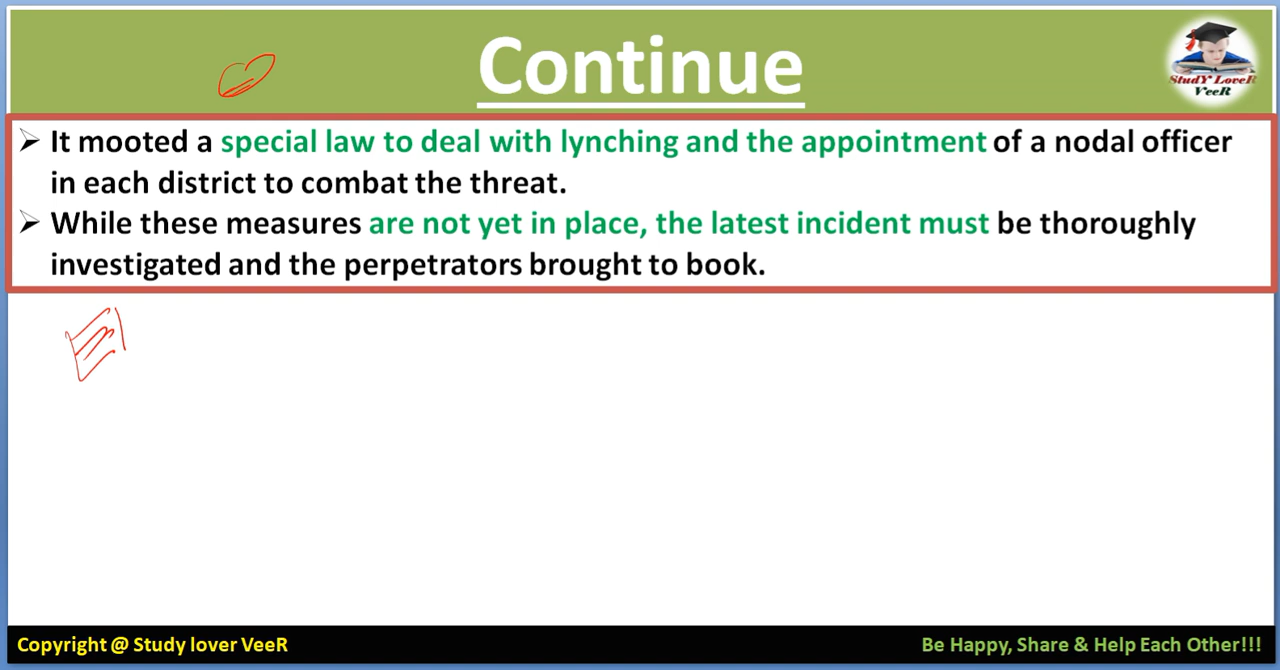 Continue
StudY LoveR
VeeR
➢ It mooted a special law to deal with lynching and the appointment of a nodal officer
in each district to combat the threat.
➢ While these measures are not yet in place, the latest incident must be thoroughly
investigated and the perpetrators brought to book.
Copyright @ Study lover VeeR
Be Happy, Share & Help Each Other!!!